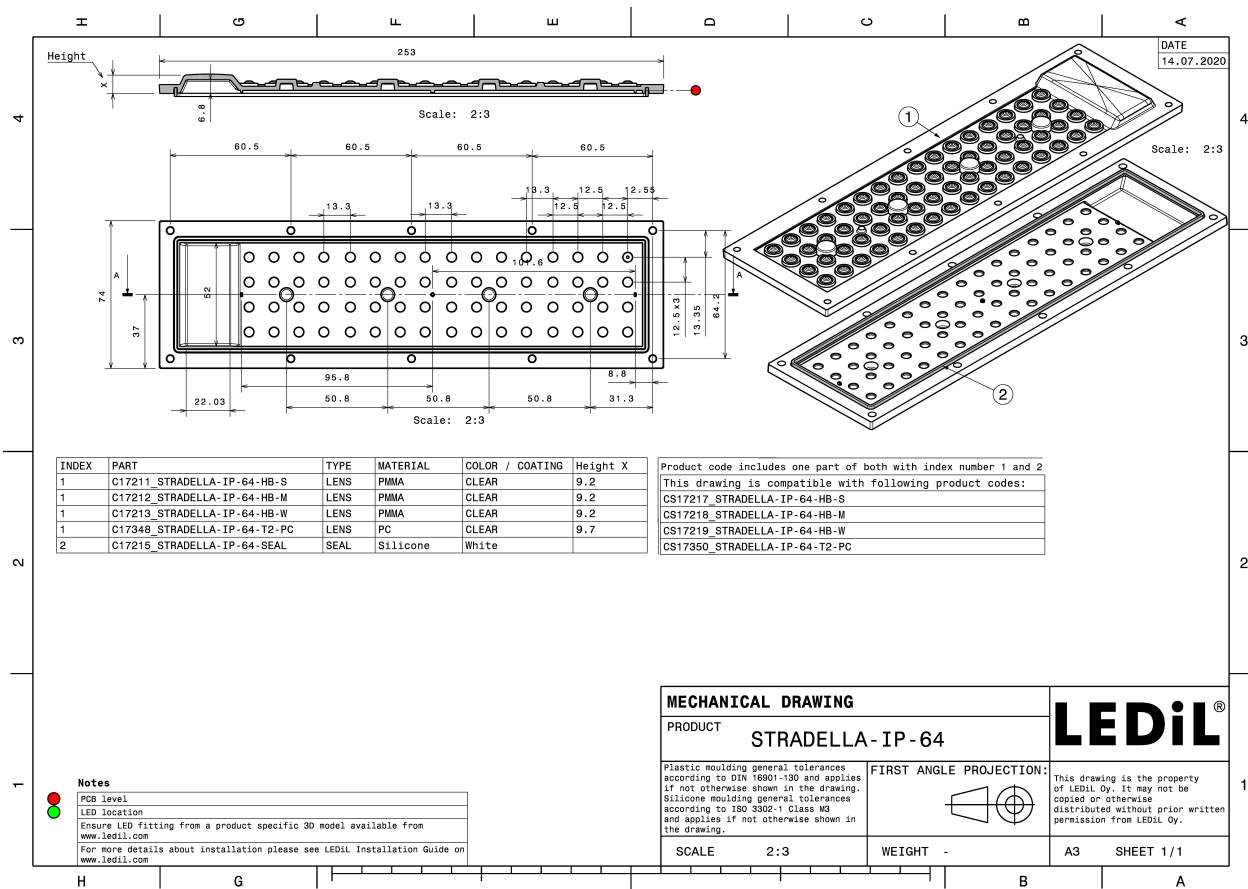 H G F E D C B A
DATE
14.07.2020
Height
253
x
6.8
Scale: 2:3
4
4
1
Scale: 2:3
60.5 60.5 60.5 60.5
13.3 12.5 12.55
13.3 13.3 12.5 12.5
101.6
A
A
74
37
52
12.5x3
13.35
64.2
3
3
95.8
8.8
22.03
50.8 50.8 50.8 31.3
Scale: 2:3
2
INDEX PART TYPE MATERIAL COLOR / COATING Height X
1 C17211_STRADELLA-IP-64-HB-S LENS PMMA CLEAR 9.2
1 C17212_STRADELLA-IP-64-HB-M LENS PMMA CLEAR 9.2
1 C17213_STRADELLA-IP-64-HB-W LENS PMMA CLEAR 9.2
1 C17348_STRADELLA-IP-64-T2-PC LENS PC CLEAR 9.7
2 C17215_STRADELLA-IP-64-SEAL SEAL Silicone White
Product code includes one part of both with index number 1 and 2
This drawing is compatible with following product codes:
CS17217_STRADELLA-IP-64-HB-S
CS17218_STRADELLA-IP-64-HB-M
CS17219_STRADELLA-IP-64-HB-W
CS17350_STRADELLA-IP-64-T2-PC
2
2
MECHANICAL DRAWING
PRODUCT
STRADELLA-IP-64
LEDiL®
Plastic moulding general tolerances
according to DIN 16901-130 and applies
if not otherwise shown in the drawing.
Silicone moulding general tolerances
according to ISO 3302-1 Class M3
and applies if not otherwise shown in
the drawing.
FIRST ANGLE PROJECTION:
This drawing is the property
of LEDiL Oy. It may not be
copied or otherwise
distributed without prior written
permission from LEDiL Oy.
SCALE 2:3
WEIGHT -
A3 SHEET 1/1
1
1
Notes
PCB level
LED location
Ensure LED fitting from a product specific 3D model available from
www.ledil.com
For more details about installation please see LEDiL Installation Guide on
www.ledil.com
H G B A